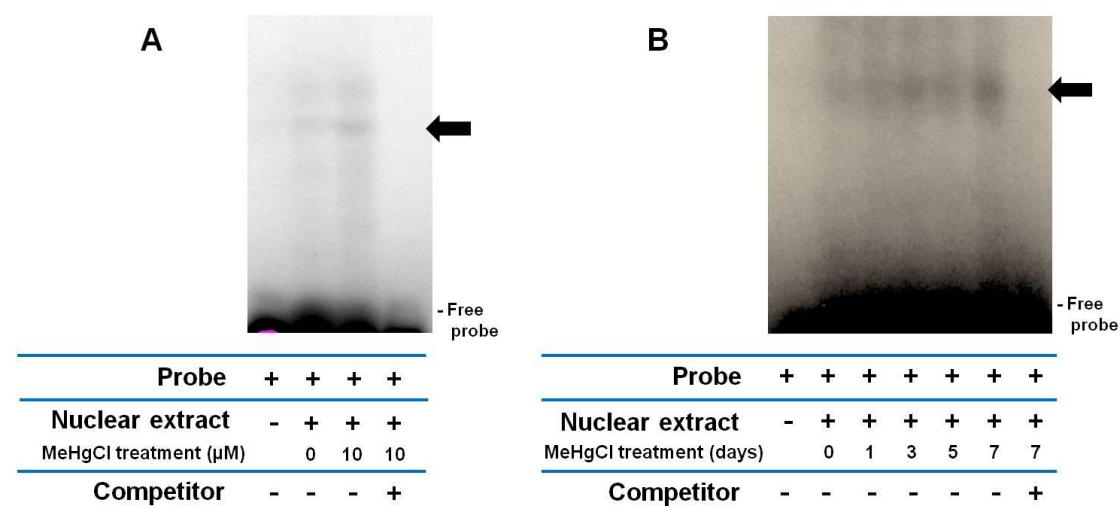 A
- Free
probe
Probe + + + +
Nuclear extract - + + +
MeHgCl treatment (µM) 0 10 10
Competitor - - - +
B
- Free
probe
Probe + + + + + + +
Nuclear extract - + + + + + +
MeHgCl treatment (days) 0 1 3 5 7 7
Competitor - - - - - - +